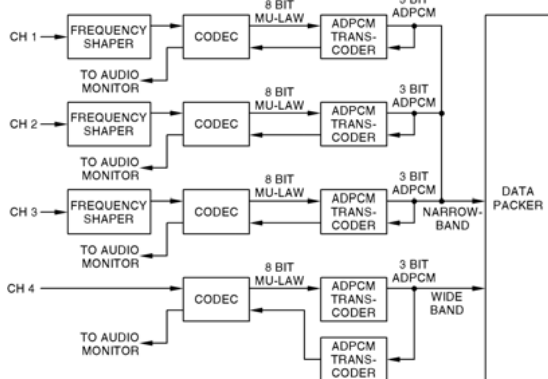 3 BIT
ADPCM
8 BIT
MU-LAW
CH 1
FREQUENCY
SHAPER
CODEC
ADPCM
TRANS-
CODER
TO AUDIO
MONITOR
8 BIT
MU-LAW
3 BIT
ADPCM
CH 2
FREQUENCY
SHAPER
CODEC
ADPCM
TRANS-
CODER
TO AUDIO
MONITOR
8 BIT
MU-LAW
3 BIT
ADPCM
CH 3
FREQUENCY
SHAPER
CODEC
ADPCM
TRANS-
CODER
NARROW-
BAND
DATA
PACKER
TO AUDIO
MONITOR
8 BIT
MU-LAW
3 BIT
ADPCM
CH 4
CODEC
ADPCM
TRANS-
CODER
WIDE
BAND
TO AUDIO
MONITOR
ADPCM
TRANS-
CODER